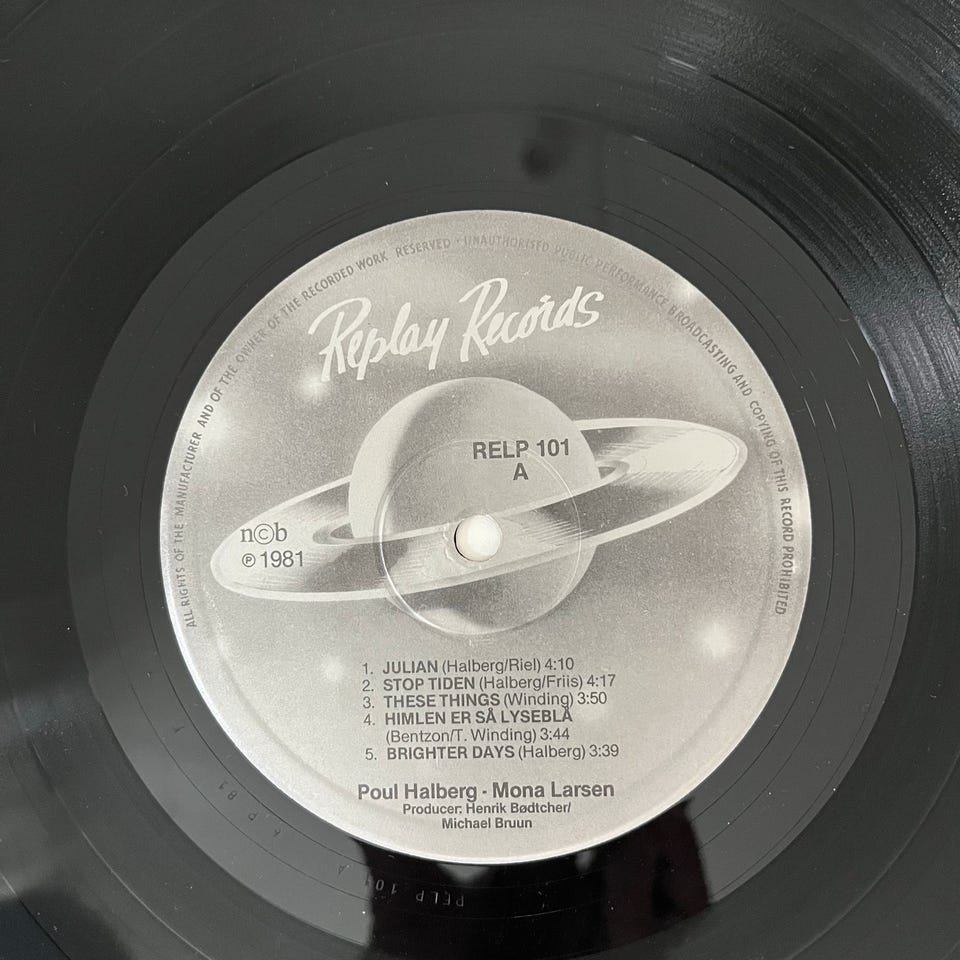 ALL RIGHTS OF THE MANUFACTURER AND OF THE OWNER OF THE RECORDED WORK RESERVED · UNAUTHORISED PUBLIC PERFORMANCE BROADCASTING AND COPYING OF THIS RECORD PROHIBITED
Replay Records
RELP 101
A
n©b
℗ 1981
1. JULIAN (Halberg/Riel) 4:10
2. STOP TIDEN (Halberg/Friis) 4:17
3. THESE THINGS (Winding) 3:50
4. HIMLEN ER SÅ LYSEBLÅ
(Bentzon/T. Winding) 3:44
5. BRIGHTER DAYS (Halberg) 3:39
Poul Halberg · Mona Larsen
Producer: Henrik Bødtcher/
Michael Bruun
RELP 101 A